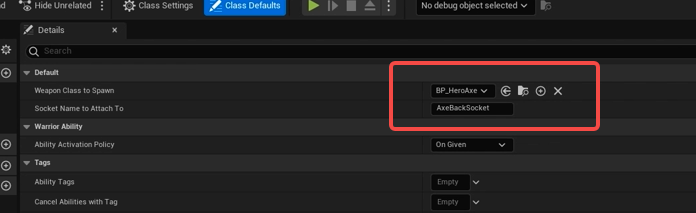 Hide Unrelated
Class Settings
Class Defaults
No debug object selected
Details
Search
Default
Weapon Class to Spawn
BP_HeroAxe
Socket Name to Attach To
AxeBackSocket
Warrior Ability
Ability Activation Policy
On Given
Tags
Ability Tags
Empty
Cancel Abilities with Tag
Empty